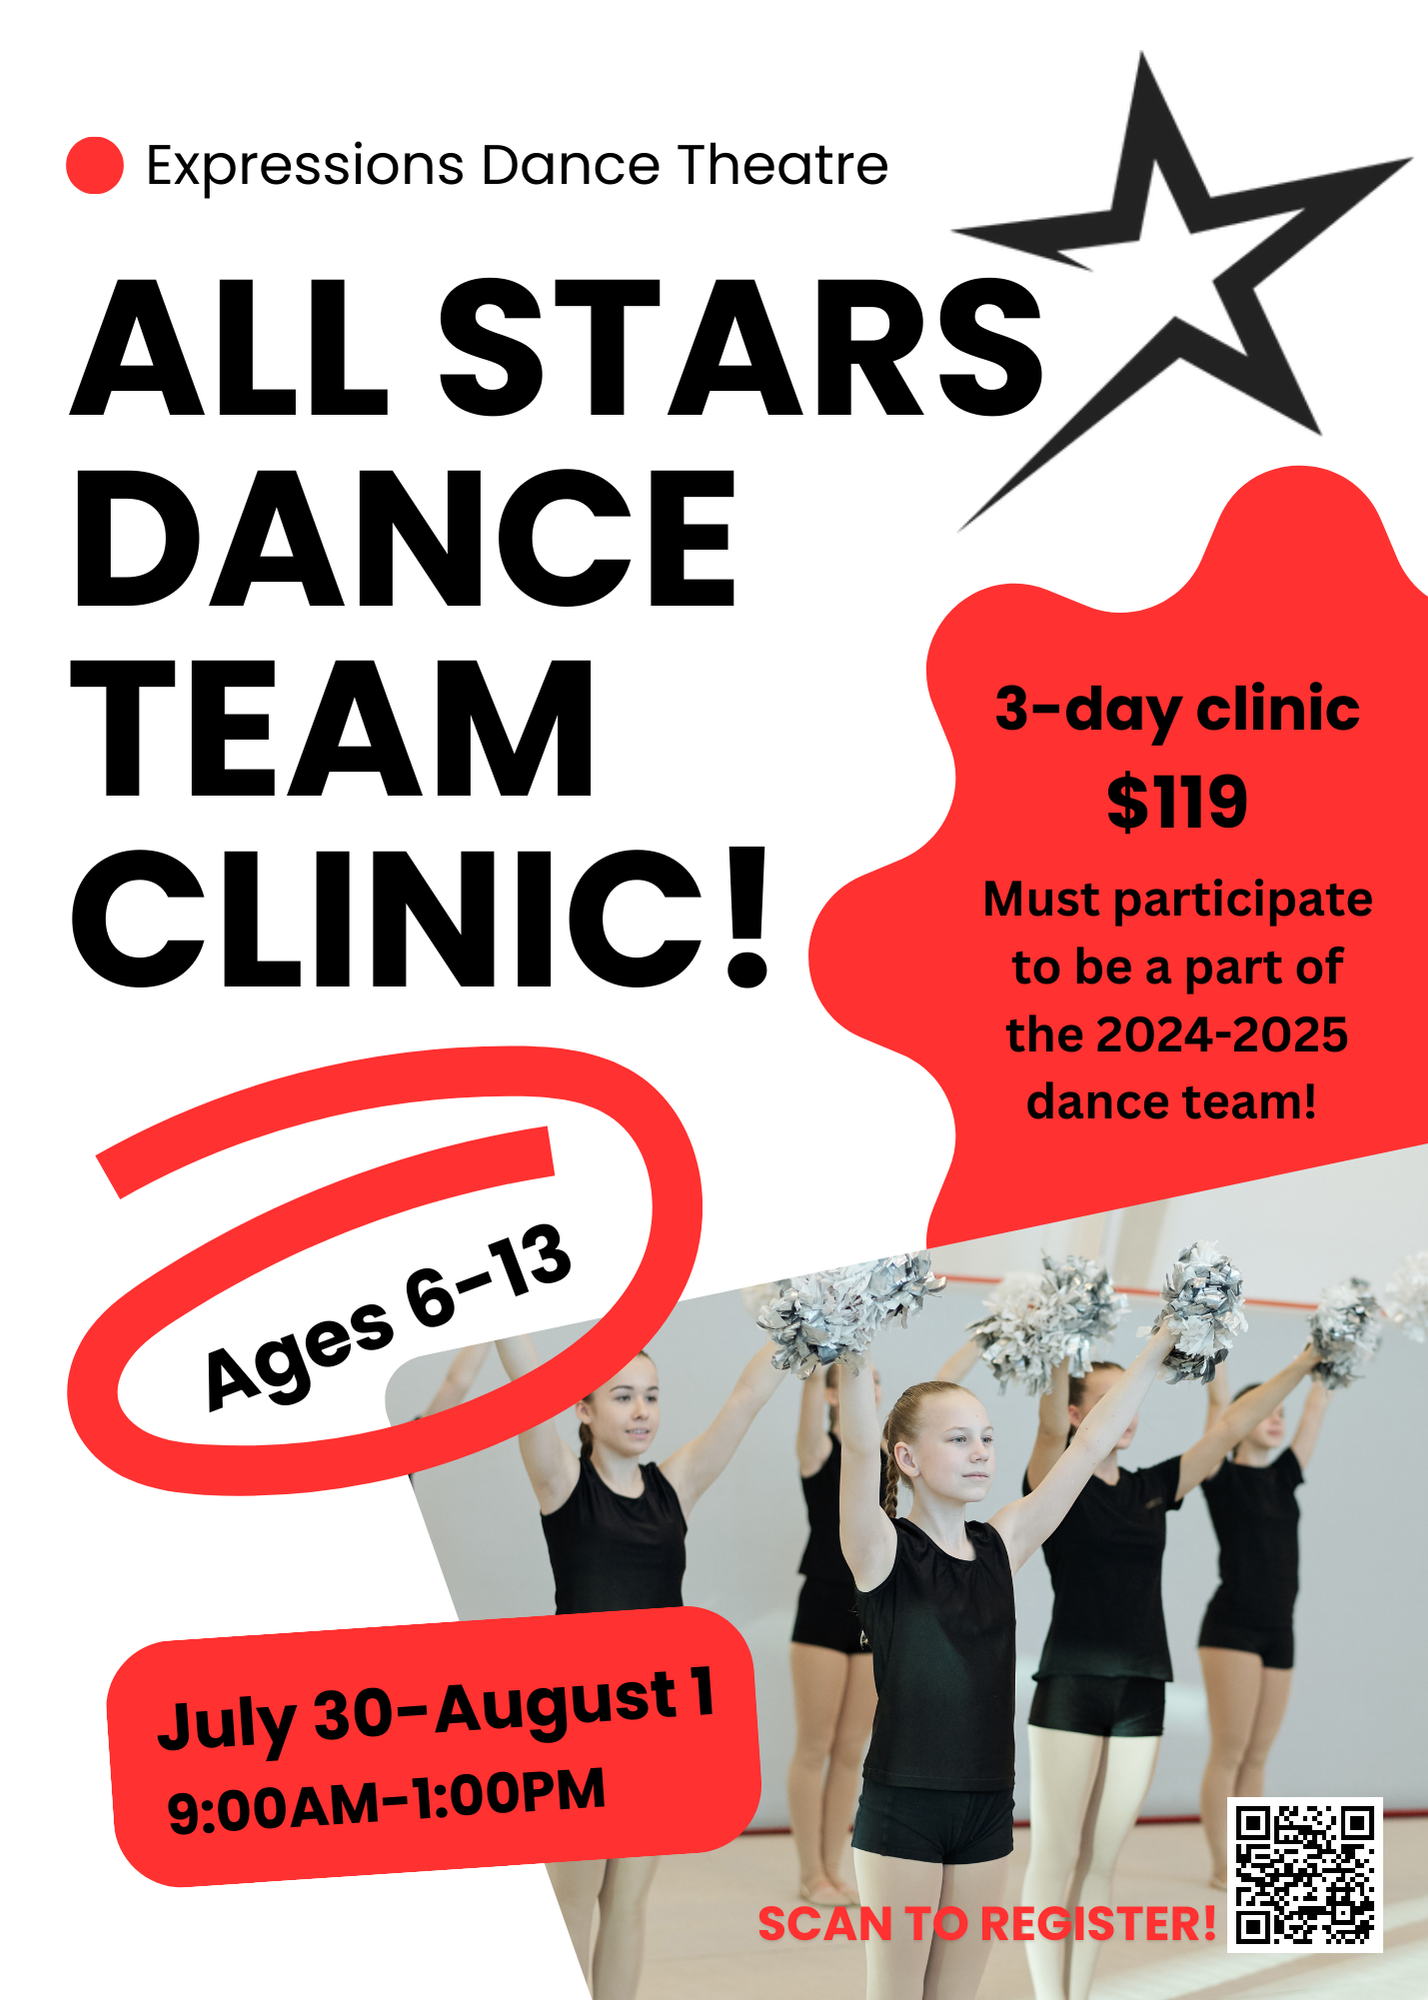 Expressions Dance Theatre
ALL STARS
DANCE
TEAM
CLINIC!
3-day clinic
$119
Must participate
to be a part of
the 2024-2025
dance team!
Ages 6-13
July 30-August 1
9:00AM-1:00PM
SCAN TO REGISTER!